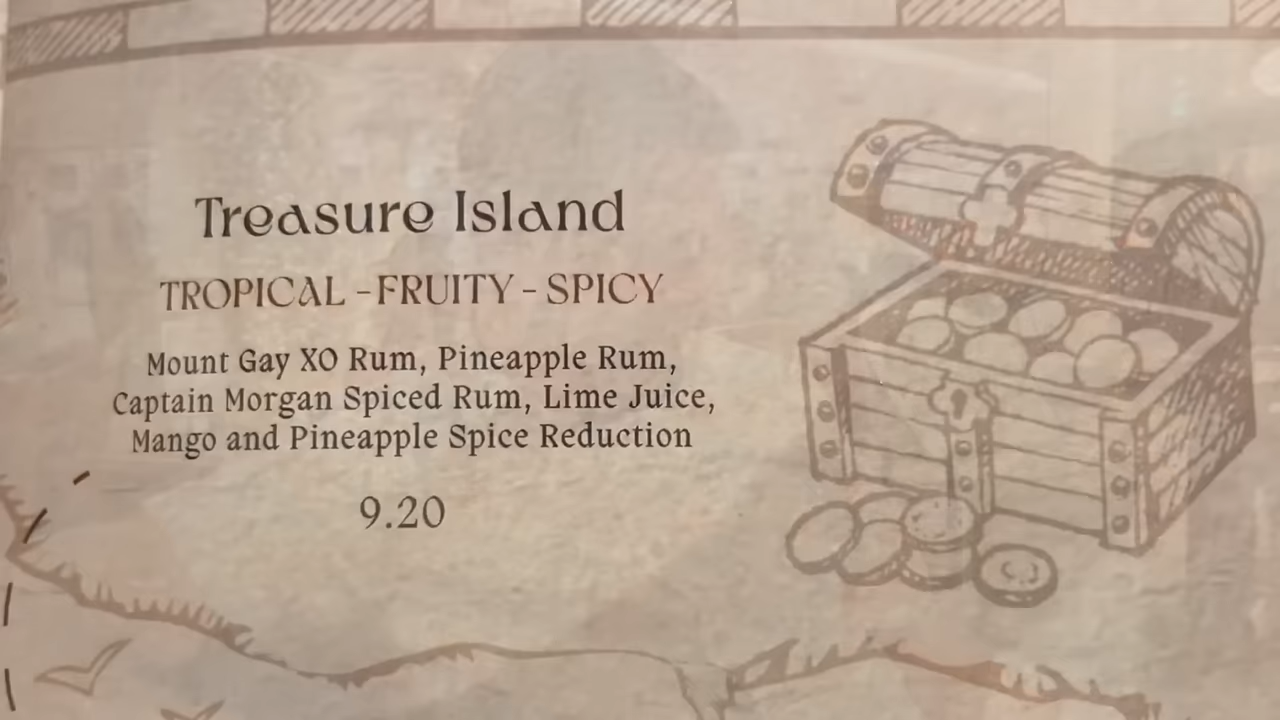 Treasure Island
TROPICAL - FRUITY - SPICY
Mount Gay XO Rum, Pineapple Rum,
Captain Morgan Spiced Rum, Lime Juice,
Mango and Pineapple Spice Reduction
9.20